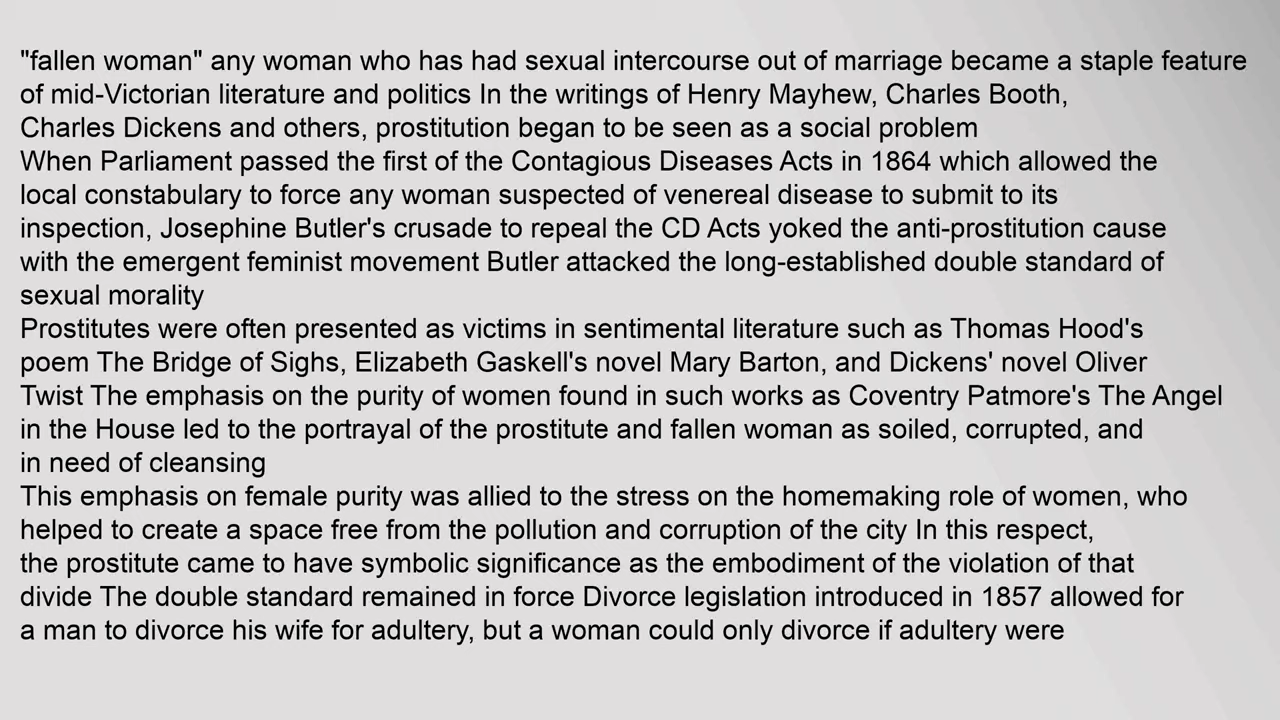 "fallen woman" any woman who has had sexual intercourse out of marriage became a staple feature
of mid-Victorian literature and politics In the writings of Henry Mayhew, Charles Booth,
Charles Dickens and others, prostitution began to be seen as a social problem
When Parliament passed the first of the Contagious Diseases Acts in 1864 which allowed the
local constabulary to force any woman suspected of venereal disease to submit to its
inspection, Josephine Butler's crusade to repeal the CD Acts yoked the anti-prostitution cause
with the emergent feminist movement Butler attacked the long-established double standard of
sexual morality
Prostitutes were often presented as victims in sentimental literature such as Thomas Hood's
poem The Bridge of Sighs, Elizabeth Gaskell's novel Mary Barton, and Dickens' novel Oliver
Twist The emphasis on the purity of women found in such works as Coventry Patmore's The Angel
in the House led to the portrayal of the prostitute and fallen woman as soiled, corrupted, and
in need of cleansing
This emphasis on female purity was allied to the stress on the homemaking role of women, who
helped to create a space free from the pollution and corruption of the city In this respect,
the prostitute came to have symbolic significance as the embodiment of the violation of that
divide The double standard remained in force Divorce legislation introduced in 1857 allowed for
a man to divorce his wife for adultery, but a woman could only divorce if adultery were